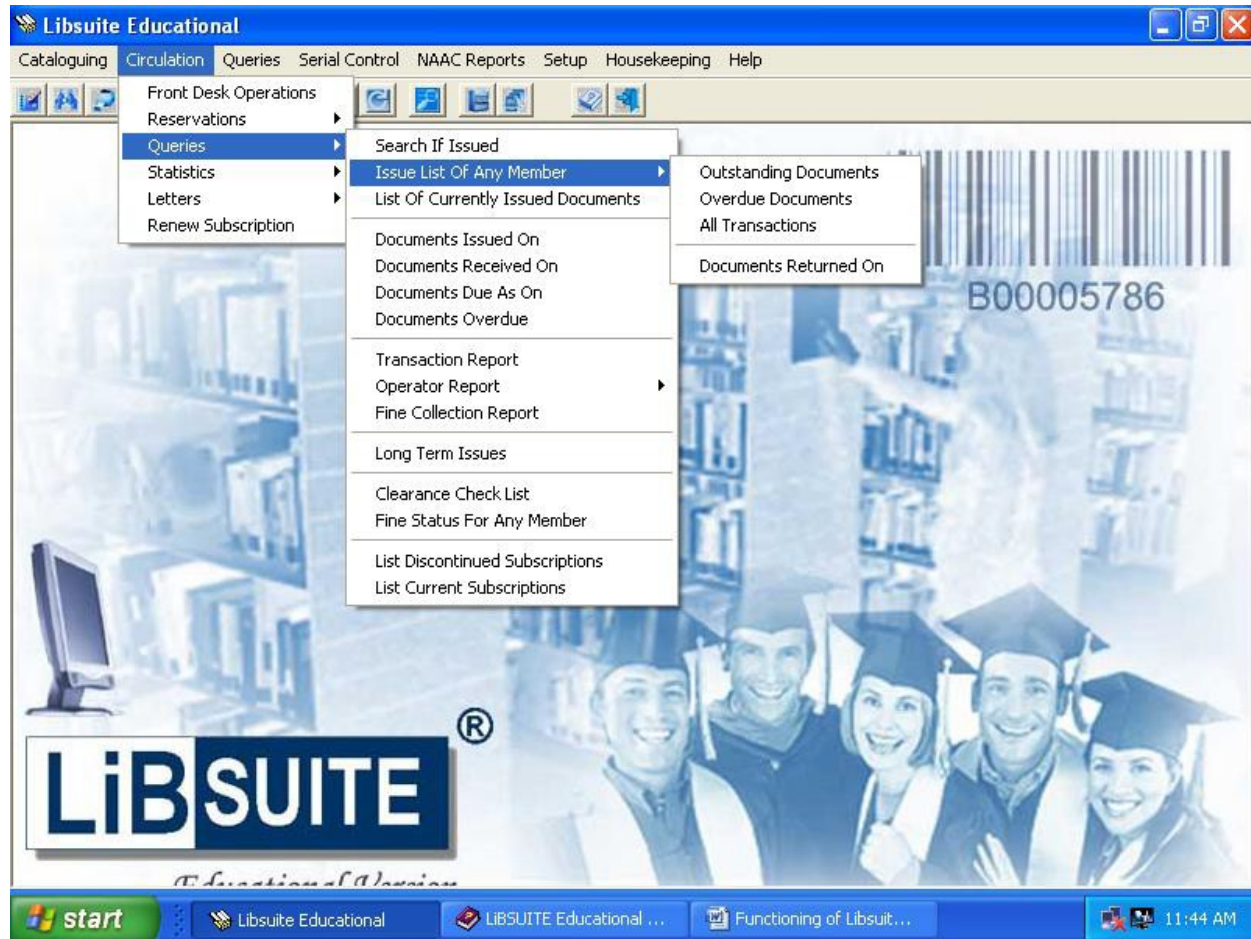 Libsuite Educational
Cataloguing Circulation Queries Serial Control NAAC Reports Setup Housekeeping Help
Front Desk Operations
Reservations
Queries
Statistics
Letters
Renew Subscription
Search If Issued
Issue List Of Any Member
List Of Currently Issued Documents
Documents Issued On
Documents Received On
Documents Due As On
Documents Overdue
Transaction Report
Operator Report
Fine Collection Report
Long Term Issues
Clearance Check List
Fine Status For Any Member
List Discontinued Subscriptions
List Current Subscriptions
Outstanding Documents
Overdue Documents
All Transactions
Documents Returned On
B00005786
LiBSUITE ®
Educational Version
start Libsuite Educational LiBSUITE Educational ... Functioning of Libsuit... 11:44 AM